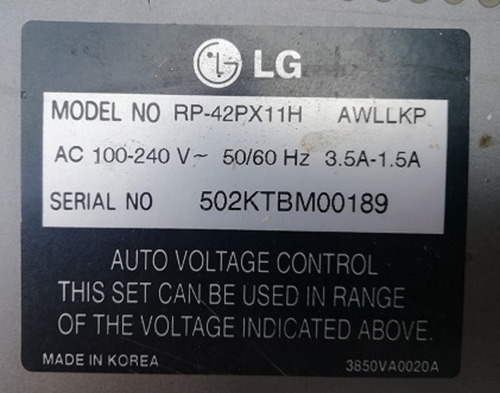 LG
MODEL NO RP-42PX11H AWLLKP
AC 100-240 V~ 50/60 Hz 3.5A-1.5A
SERIAL NO 502KTBM00189
AUTO VOLTAGE CONTROL
THIS SET CAN BE USED IN RANGE
OF THE VOLTAGE INDICATED ABOVE.
MADE IN KOREA 3850VA0020A